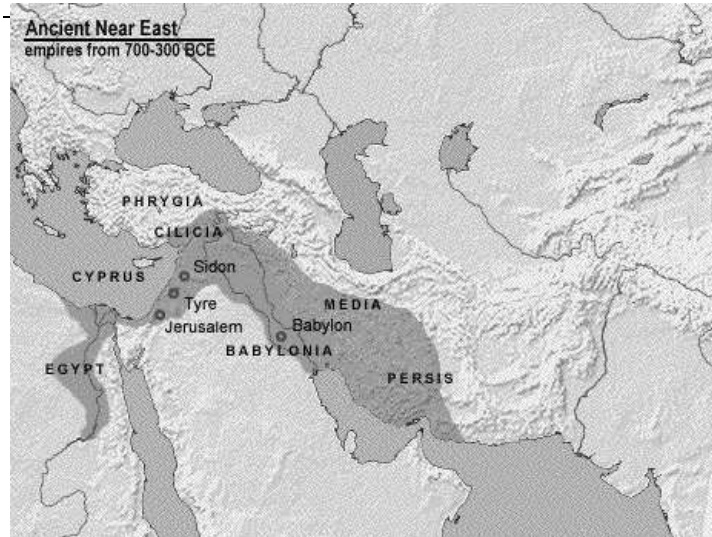 Ancient Near East
empires from 700-300 BCE
PHRYGIA
CILICIA
CYPRUS
Sidon
Tyre
Jerusalem
MEDIA
Babylon
BABYLONIA
EGYPT
PERSIS